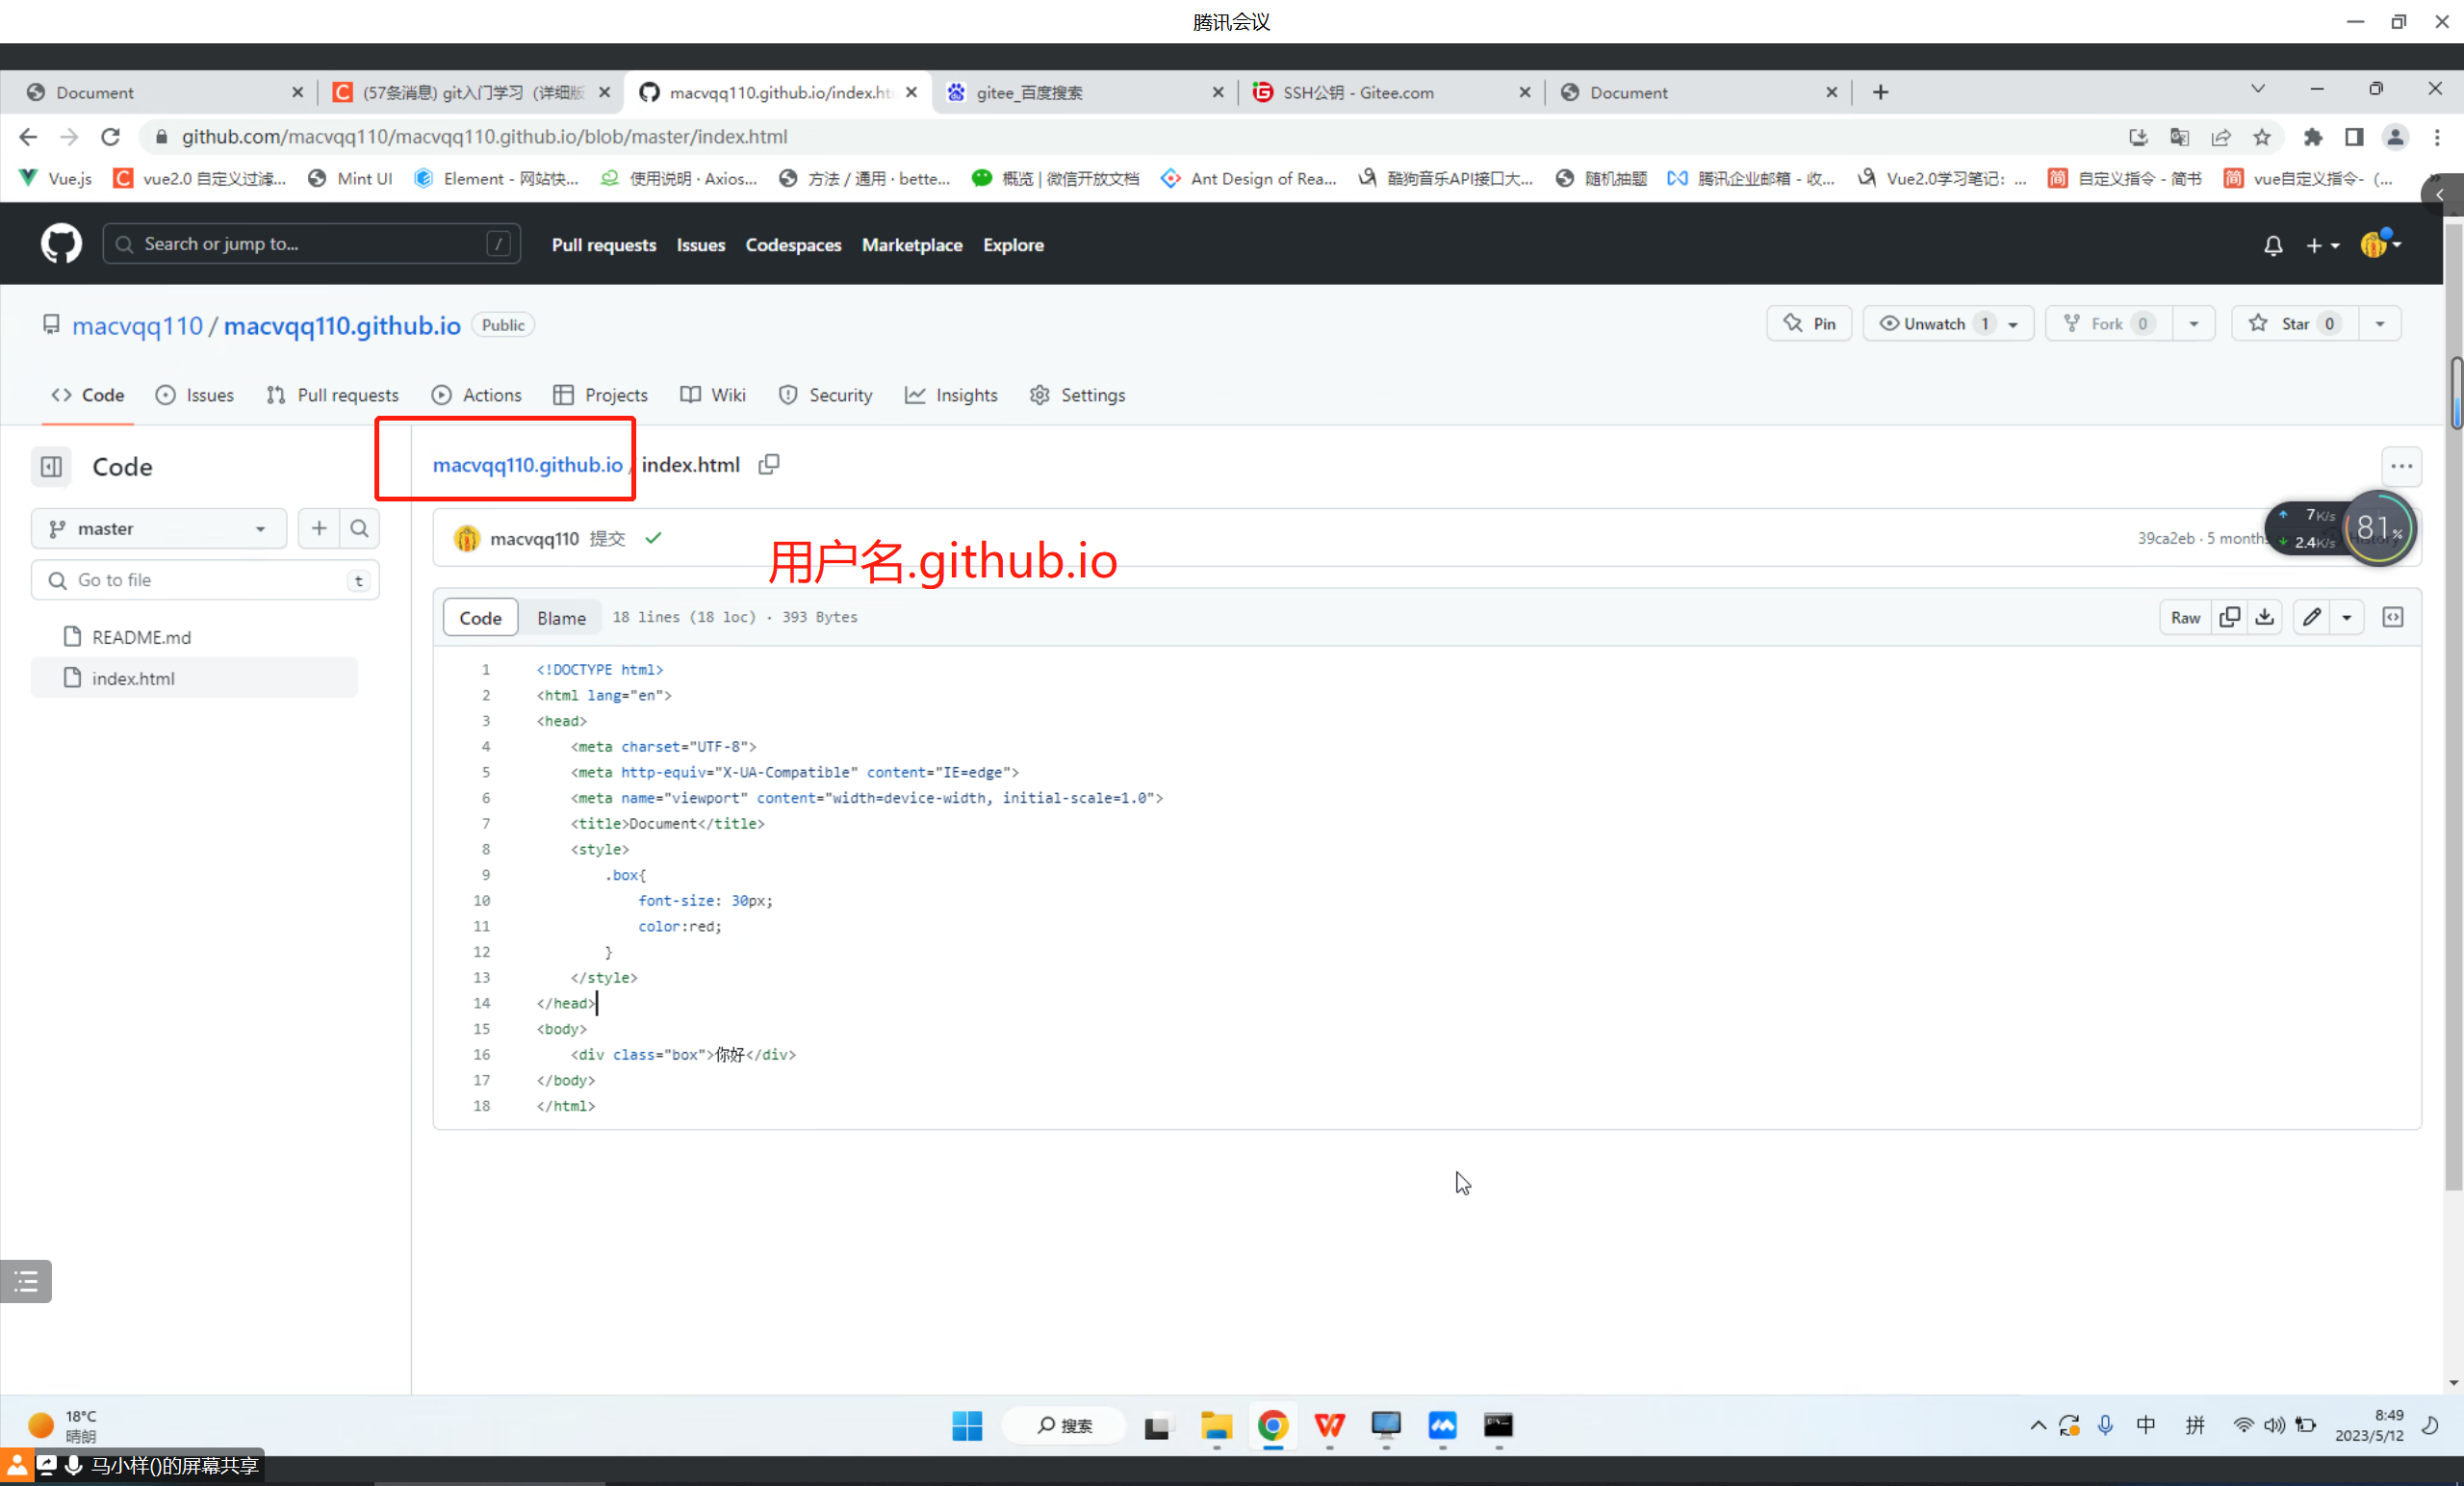 腾讯会议
Document
(57条消息) git入门学习（详细版
macvqq110.github.io/index.ht
gitee_百度搜索
SSH公钥 - Gitee.com
Document
github.com/macvqq110/macvqq110.github.io/blob/master/index.html
Vue.js
vue2.0 自定义过滤...
Mint UI
Element - 网站快...
使用说明 · Axios...
方法 / 通用 · bette...
概览 | 微信开放文档
Ant Design of Rea...
酷狗音乐API接口大...
随机抽题
腾讯企业邮箱 - 收...
Vue2.0学习笔记：...
简 自定义指令 - 简书
简 vue自定义指令-（...
Search or jump to... /
Pull requests Issues Codespaces Marketplace Explore
macvqq110 / macvqq110.github.io Public
Pin
Unwatch 1
Fork 0
Star 0
Code Issues Pull requests Actions Projects Wiki Security Insights Settings
Code
macvqq110.github.io / index.html
master
macvqq110 提交
39ca2eb · 5 months
7K/s
2.4K/s
81%
用户名.github.io
Go to file t
Code Blame 18 lines (18 loc) · 393 Bytes
Raw
README.md
index.html
1 <!DOCTYPE html>
2 <html lang="en">
3 <head>
4 <meta charset="UTF-8">
5 <meta http-equiv="X-UA-Compatible" content="IE=edge">
6 <meta name="viewport" content="width=device-width, initial-scale=1.0">
7 <title>Document</title>
8 <style>
9 .box{
10 font-size: 30px;
11 color:red;
12 }
13 </style>
14 </head>
15 <body>
16 <div class="box">你好</div>
17 </body>
18 </html>
18°C
晴朗
搜索
中 拼
8:49
2023/5/12
马小样()的屏幕共享